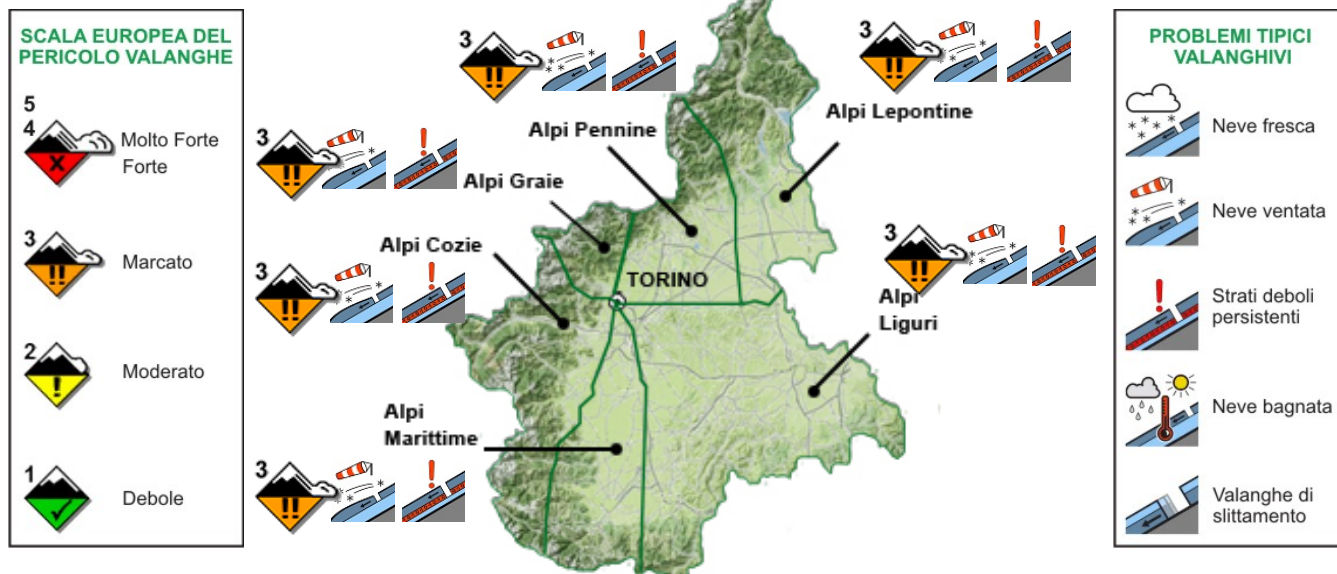 SCALA EUROPEA DEL
PERICOLO VALANGHE
5
4
Molto Forte
Forte
3
Marcato
2
Moderato
1
Debole
3
3
Alpi Lepontine
Alpi Pennine
3
Alpi Graie
Alpi Cozie
3
3
TORINO
Alpi
Liguri
Alpi
Marittime
3
PROBLEMI TIPICI
VALANGHIVI
Neve fresca
Neve ventata
Strati deboli
persistenti
Neve bagnata
Valanghe di
slittamento